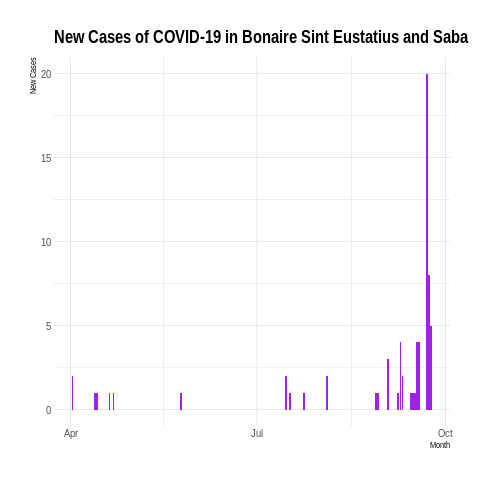 New Cases of COVID-19 in Bonaire Sint Eustatius and Saba
New Cases
20
15
10
5
0
Apr
Jul
Oct
Month